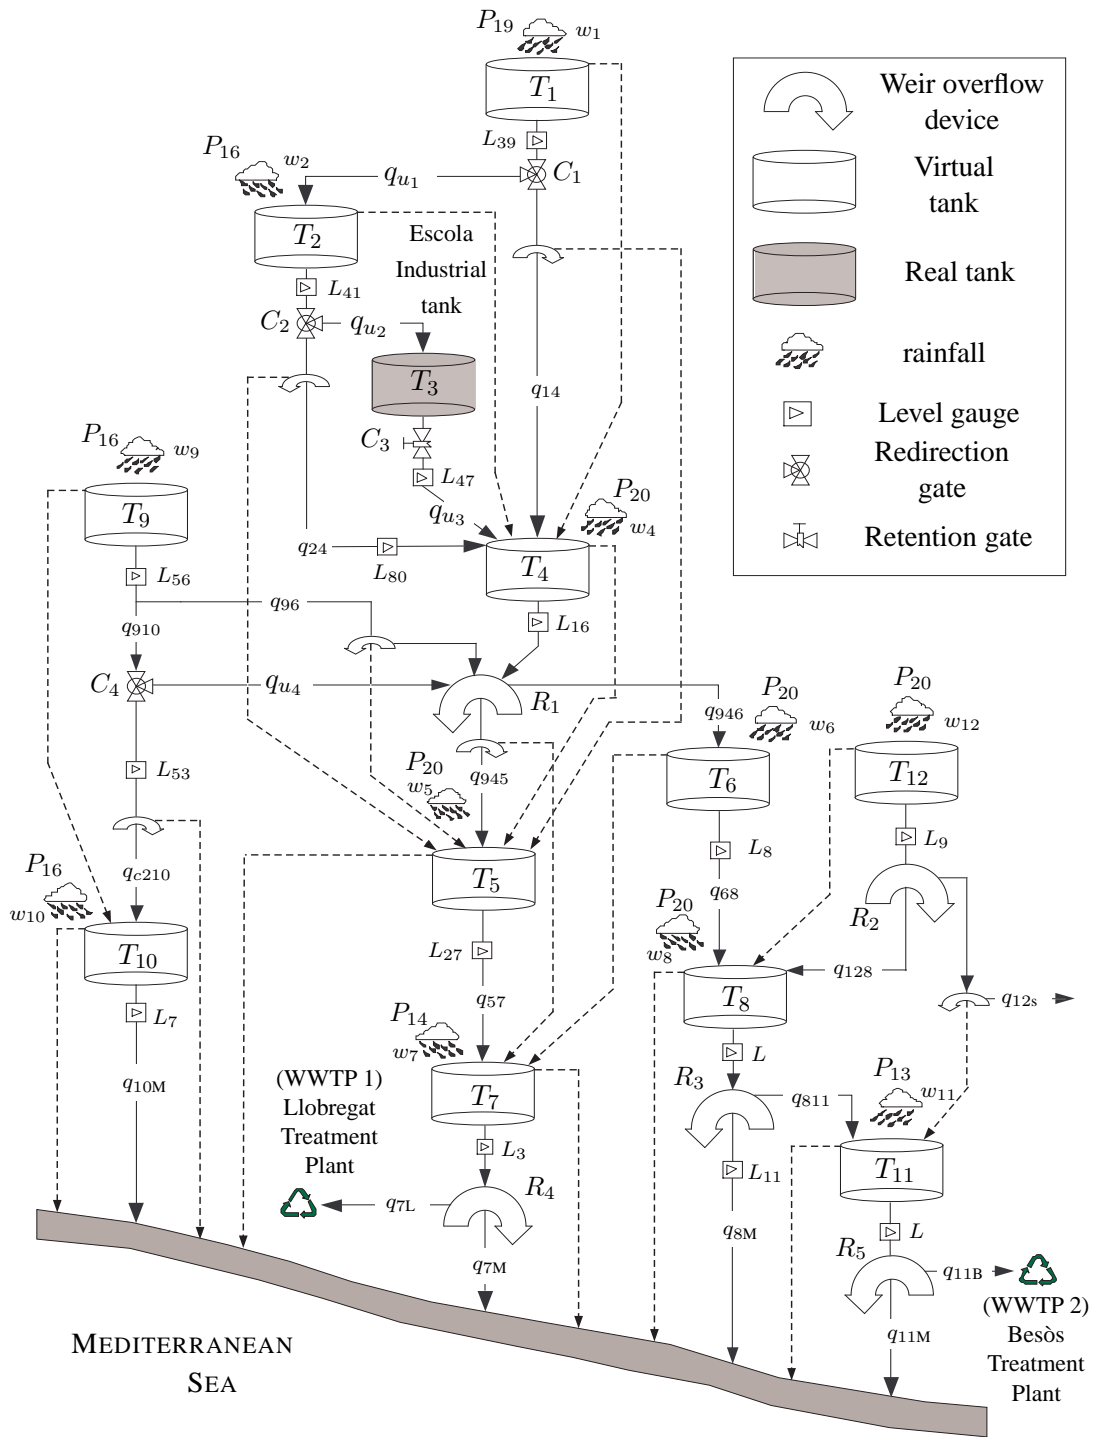 P19 w1
T1
L39
C1
qu1
P16 w2
T2
L41
C2
qu2
Escola
Industrial
tank
T3
C3
L47
qu3
q14
P20
w4
q24
L80
T4
L16
P16 w9
T9
L56
q96
q910
C4
qu4
R1
q946
L53
qc210
P16
w10
T10
L7
q10M
P20
w5
q945
T5
L27
q57
P14
w7
T7
L3
R4
q7L
q7M
(WWTP 1)
Llobregat
Treatment
Plant
P20
w6
T6
L8
q68
P20
w12
T12
L9
R2
q128
q12s
P20
w8
T8
L
R3
q811
L11
q8M
P13
w11
T11
L
R5
q11B
q11M
(WWTP 2)
Besòs
Treatment
Plant
MEDITERRANEAN
SEA
Weir overflow
device
Virtual
tank
Real tank
rainfall
Level gauge
Redirection
gate
Retention gate